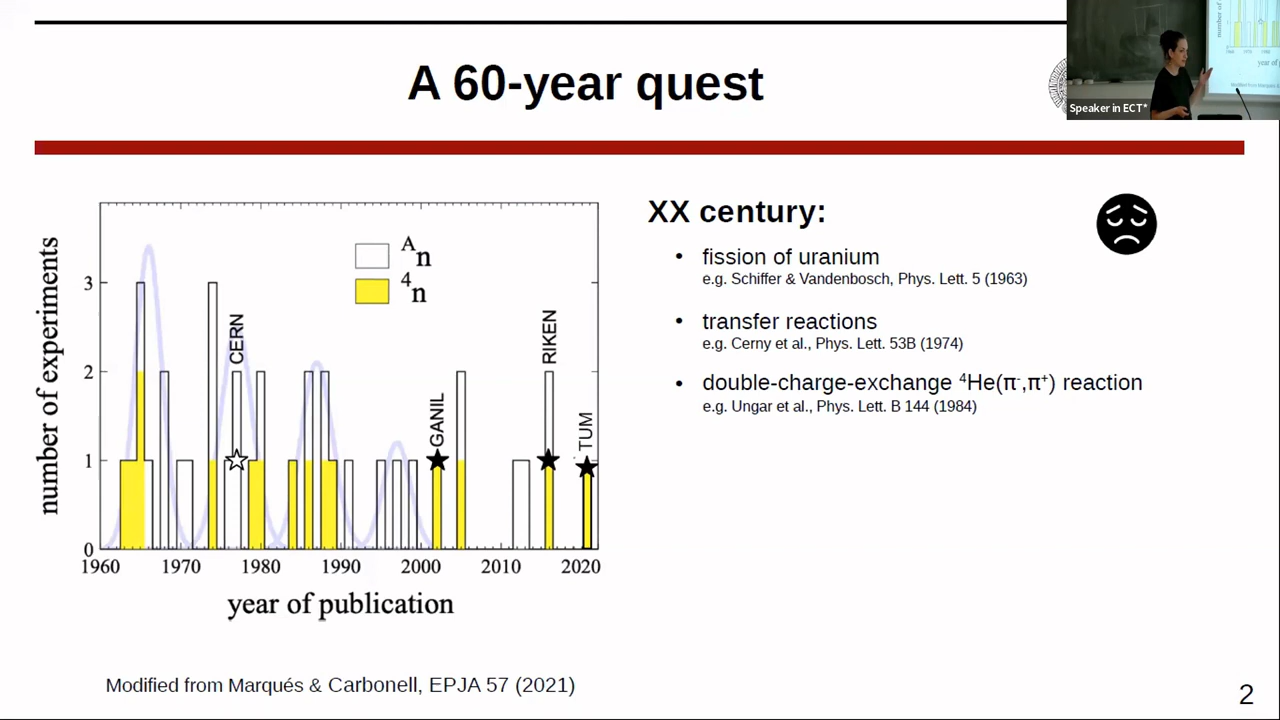 A 60-year quest
Speaker in ECT*
number of experiments
3
2
1
0
1960 1970 1980 1990 2000 2010 2020
year of publication
ᴬn
⁴n
CERN
GANIL
RIKEN
TUM
Modified from Marqués & Carbonell, EPJA 57 (2021)
XX century:
• fission of uranium
e.g. Schiffer & Vandenbosch, Phys. Lett. 5 (1963)
• transfer reactions
e.g. Cerny et al., Phys. Lett. 53B (1974)
• double-charge-exchange ⁴He(π⁻,π⁺) reaction
e.g. Ungar et al., Phys. Lett. B 144 (1984)
2